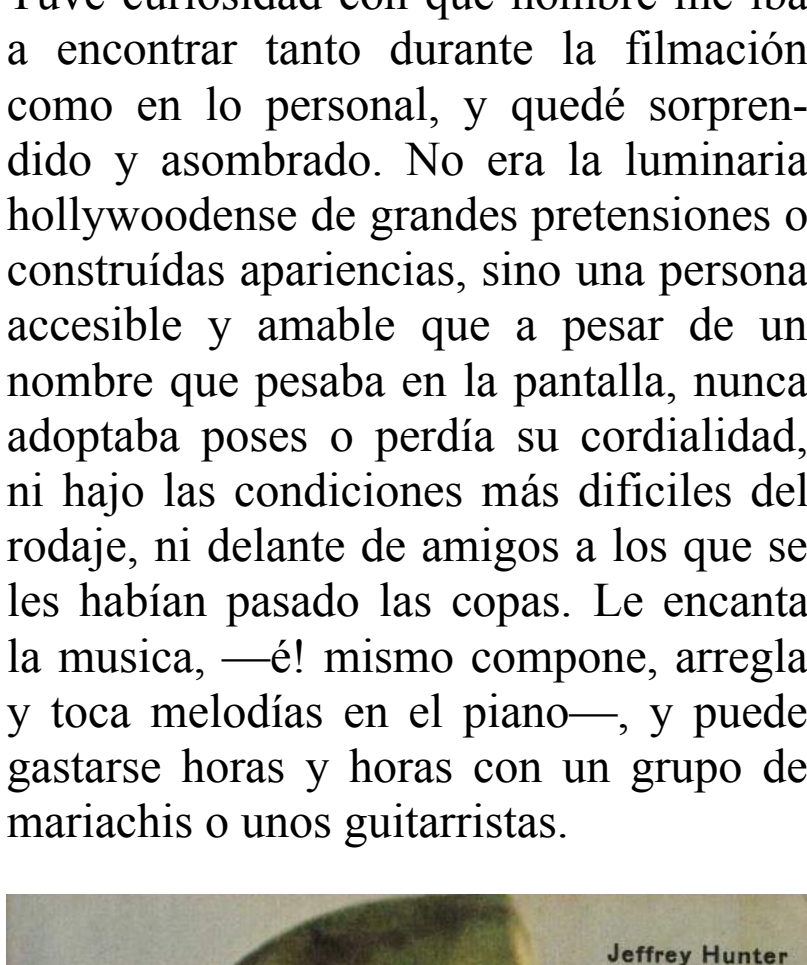 Tuve curiosidad con qué hombre me iba
a encontrar tanto durante la filmación
como en lo personal, y quedé sorpren-
dido y asombrado. No era la luminaria
hollywoodense de grandes pretensiones o
construídas apariencias, sino una persona
accesible y amable que a pesar de un
nombre que pesaba en la pantalla, nunca
adoptaba poses o perdía su cordialidad,
ni hajo las condiciones más dificiles del
rodaje, ni delante de amigos a los que se
les habían pasado las copas. Le encanta
la musica, —é! mismo compone, arregla
y toca melodías en el piano—, y puede
gastarse horas y horas con un grupo de
mariachis o unos guitarristas.
Jeffrey Hunter